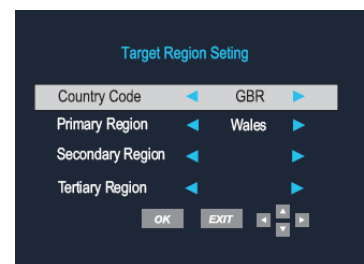 Target Region Seting
Country Code GBR
Primary Region Wales
Secondary Region
Tertiary Region
OK EXIT